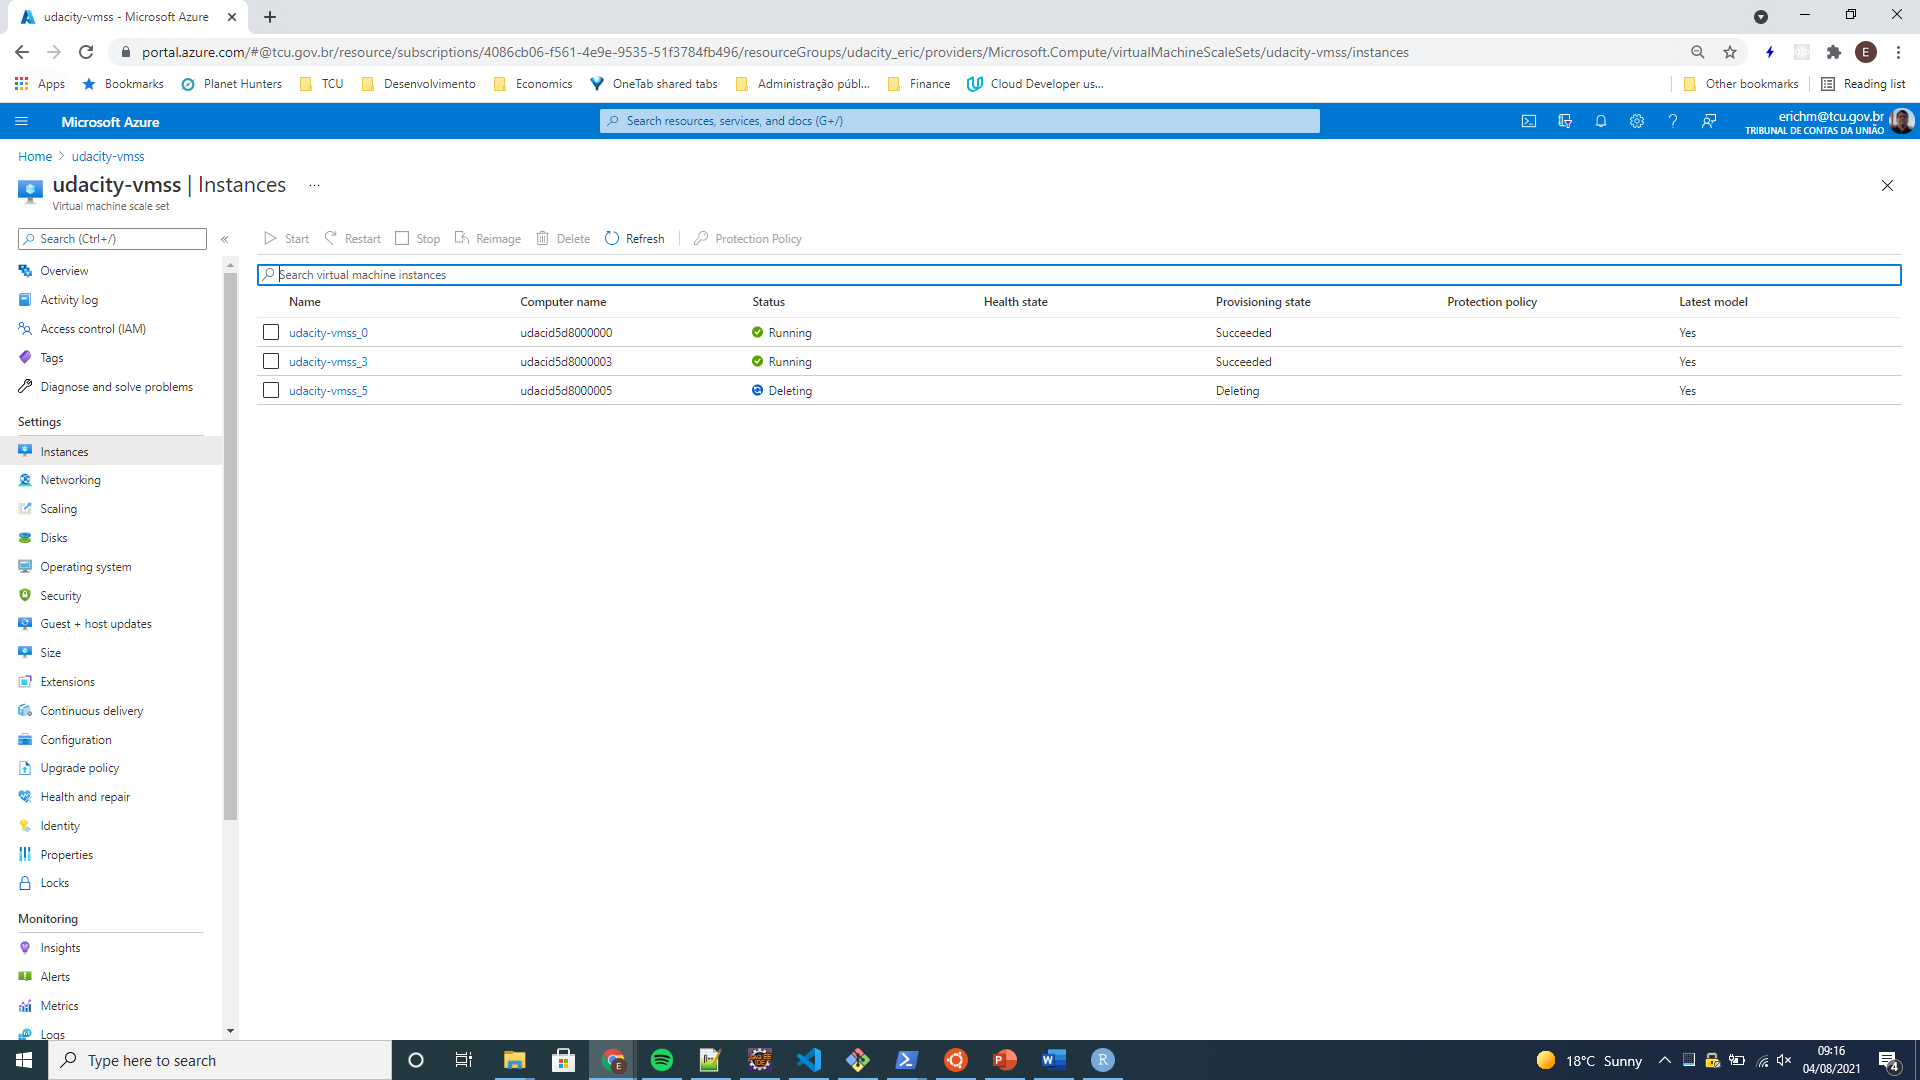 udacity-vmss - Microsoft Azure
portal.azure.com/#@tcu.gov.br/resource/subscriptions/4086cb06-f561-4e9e-9535-51f3784fb496/resourceGroups/udacity_eric/providers/Microsoft.Compute/virtualMachineScaleSets/udacity-vmss/instances
E
Apps Bookmarks Planet Hunters TCU Desenvolvimento Economics OneTab shared tabs Administração públ... Finance Cloud Developer us... Other bookmarks Reading list
Microsoft Azure
Search resources, services, and docs (G+/)
erichm@tcu.gov.br
TRIBUNAL DE CONTAS DA UNIÃO
Home > udacity-vmss
udacity-vmss | Instances ...
Virtual machine scale set
Search (Ctrl+/)
«
Start Restart Stop Reimage Delete Refresh Protection Policy
Search virtual machine instances
Name Computer name Status Health state Provisioning state Protection policy Latest model
udacity-vmss_0 udacid5d8000000 Running Succeeded Yes
udacity-vmss_3 udacid5d8000003 Running Succeeded Yes
udacity-vmss_5 udacid5d8000005 Deleting Deleting Yes
Overview
Activity log
Access control (IAM)
Tags
Diagnose and solve problems
Settings
Instances
Networking
Scaling
Disks
Operating system
Security
Guest + host updates
Size
Extensions
Continuous delivery
Configuration
Upgrade policy
Health and repair
Identity
Properties
Locks
Monitoring
Insights
Alerts
Metrics
Logs
Type here to search
18°C Sunny
09:16
04/08/2021
4